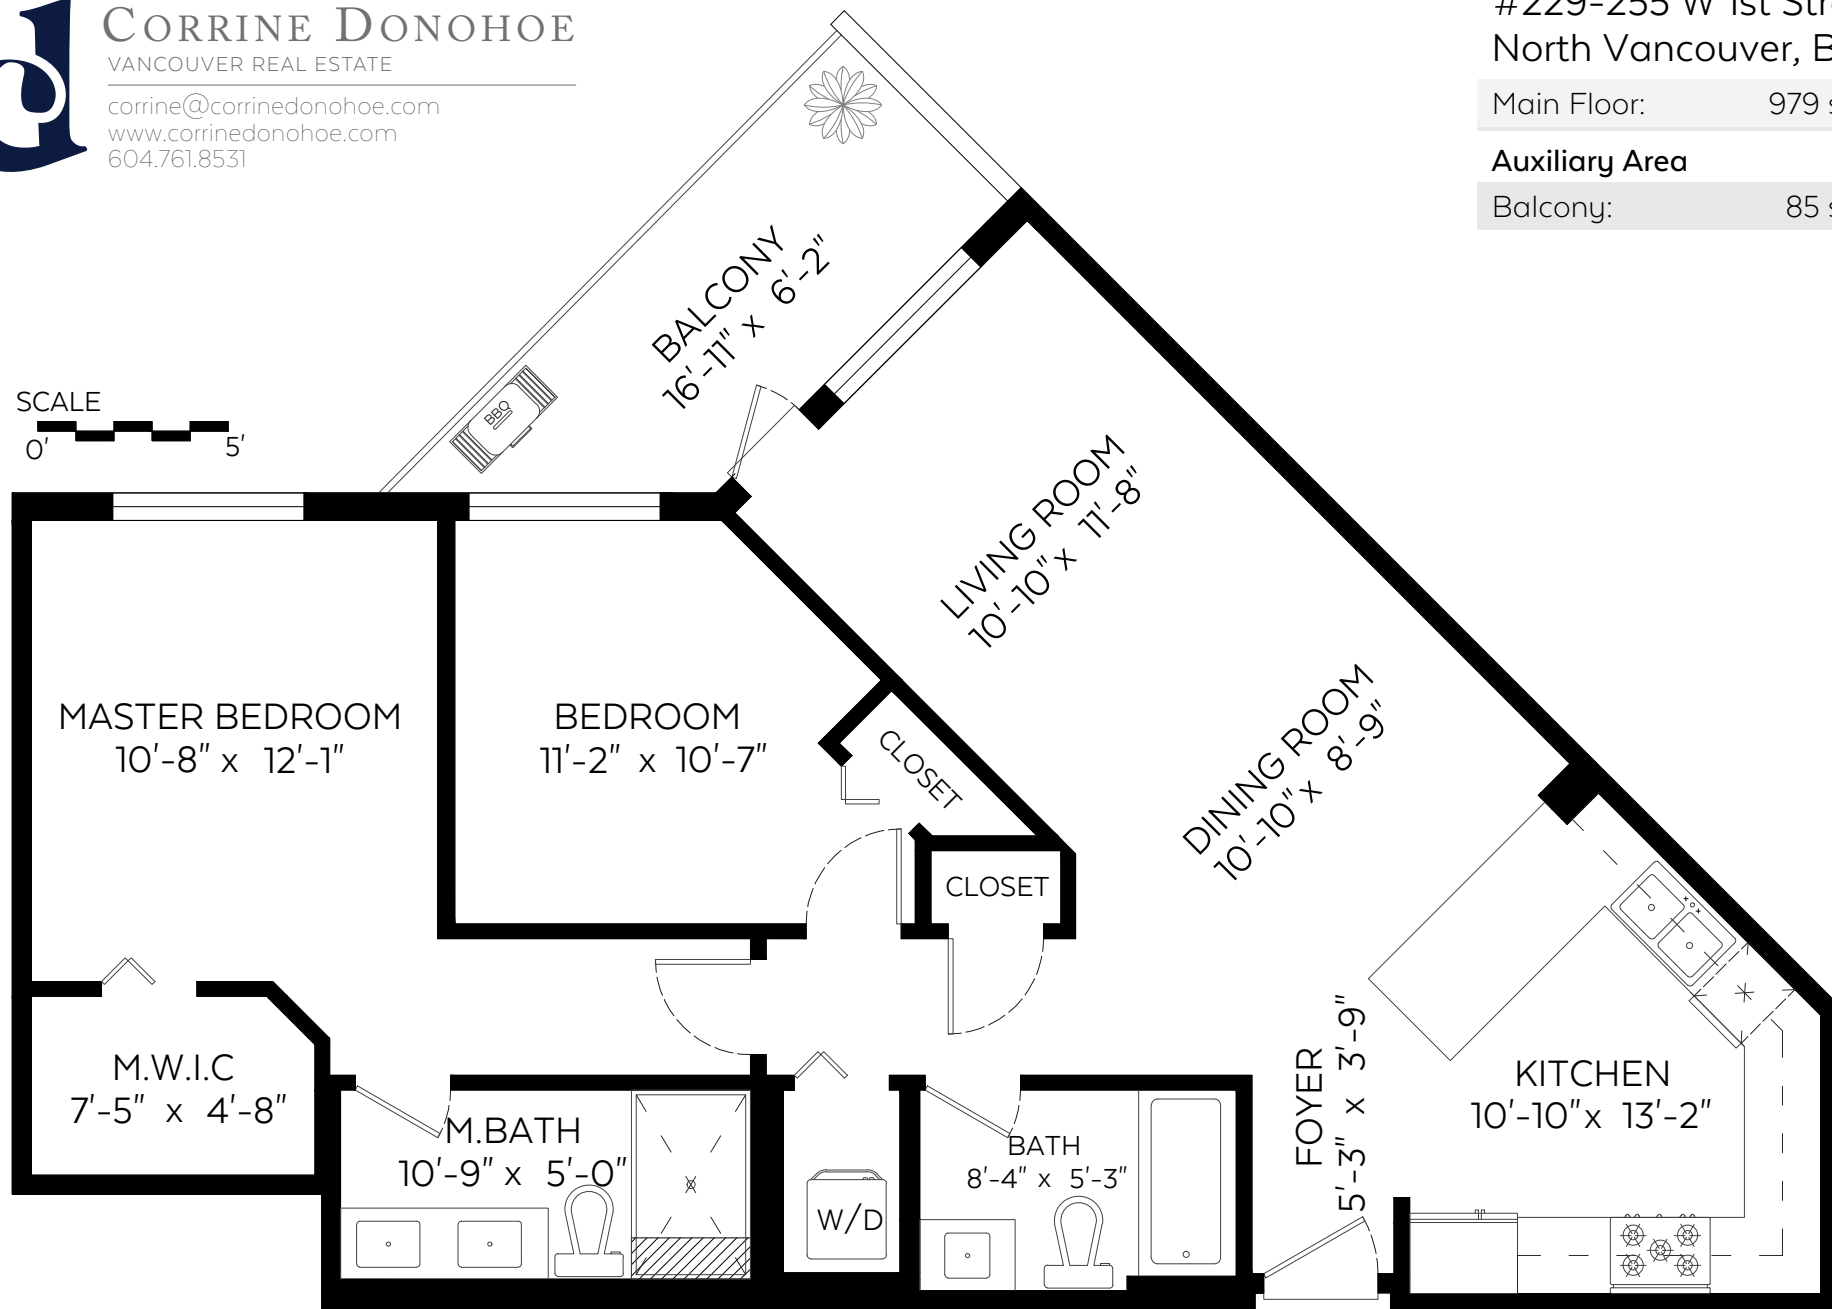 CORRINE DONOHOE
VANCOUVER REAL ESTATE
corrine@corrinedonohoe.com
www.corrinedonohoe.com
604.761.8531
#229-255 W 1st
North Vancouver,
Main Floor: 979
Auxiliary Area
Balcony: 85
SCALE
0' 5'
BALCONY
16'-11" x 6'-2"
BBQ
LIVING ROOM
10'-10" x 11'-8"
MASTER BEDROOM
10'-8" x 12'-1"
BEDROOM
11'-2" x 10'-7"
CLOSET
DINING ROOM
10'-10" x 8'-9"
CLOSET
M.W.I.C
7'-5" x 4'-8"
M.BATH
10'-9" x 5'-0"
W/D
BATH
8'-4" x 5'-3"
FOYER
5'-3" x 3'-9"
KITCHEN
10'-10" x 13'-2"